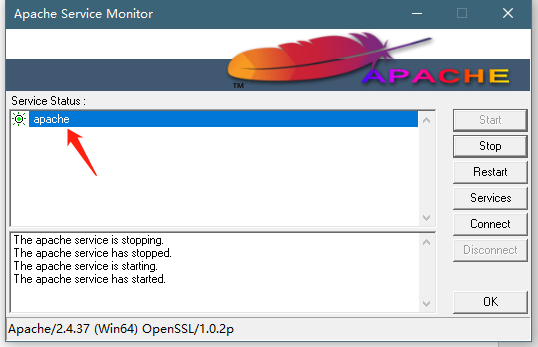 Apache Service Monitor
TM
APACHE
Service Status :
apache
Start
Stop
Restart
Services
Connect
Disconnect
The apache service is stopping.
The apache service has stopped.
The apache service is starting.
The apache service has started.
OK
Apache/2.4.37 (Win64) OpenSSL/1.0.2p